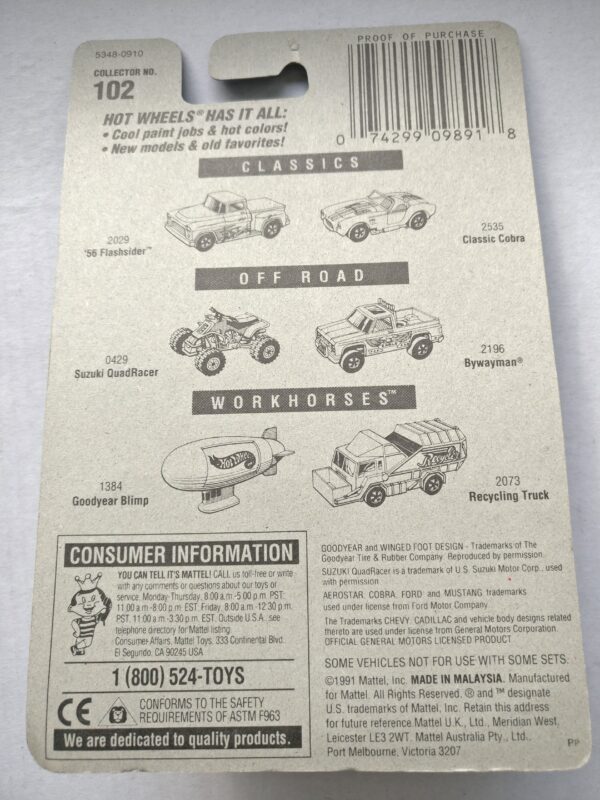 PROOF OF PURCHASE
5348-0910
COLLECTOR NO.
102
0 74299 09891 8
HOT WHEELS® HAS IT ALL:
• Cool paint jobs & hot colors!
• New models & old favorites!
CLASSICS
2029
'56 Flashsider™
2535
Classic Cobra
OFF ROAD
0429
Suzuki QuadRacer
2196
Bywayman®
WORKHORSES™
1384
Goodyear Blimp
Hot Wheels
2073
Recycling Truck
CONSUMER INFORMATION
YOU CAN TELL IT'S MATTEL! CALL us toll-free or write
with any comments or questions about our toys or
service. Monday-Thursday, 8:00 a.m.-5:00 p.m. PST:
11:00 a.m.-8:00 p.m. EST. Friday, 8:00 a.m.-12:30 p.m.
PST. 11:00 a.m.-3:30 p.m. EST. Outside U.S.A., see
telephone directory for Mattel listing.
Consumer Affairs, Mattel Toys, 333 Continental Blvd.
El Segundo, CA 90245 USA
1 (800) 524-TOYS
CE
CONFORMS TO THE SAFETY
REQUIREMENTS OF ASTM F963
We are dedicated to quality products.
GOODYEAR and WINGED FOOT DESIGN - Trademarks of The
Goodyear Tire & Rubber Company. Reproduced by permission.
SUZUKI QuadRacer is a trademark of U.S. Suzuki Motor Corp., used
with permission
AEROSTAR, COBRA, FORD, and MUSTANG trademarks
used under license from Ford Motor Company.
The Trademarks CHEVY, CADILLAC and vehicle body designs related
thereto are used under license from General Motors Corporation.
OFFICIAL GENERAL MOTORS LICENSED PRODUCT.
SOME VEHICLES NOT FOR USE WITH SOME SETS.
©1991 Mattel, Inc. MADE IN MALAYSIA. Manufactured
for Mattel. All Rights Reserved. ® and ™ designate
U.S. trademarks of Mattel, Inc. Retain this address
for future reference Mattel U.K., Ltd., Meridian West,
Leicester LE3 2WT. Mattel Australia Pty., Ltd.,
Port Melbourne, Victoria 3207
PP